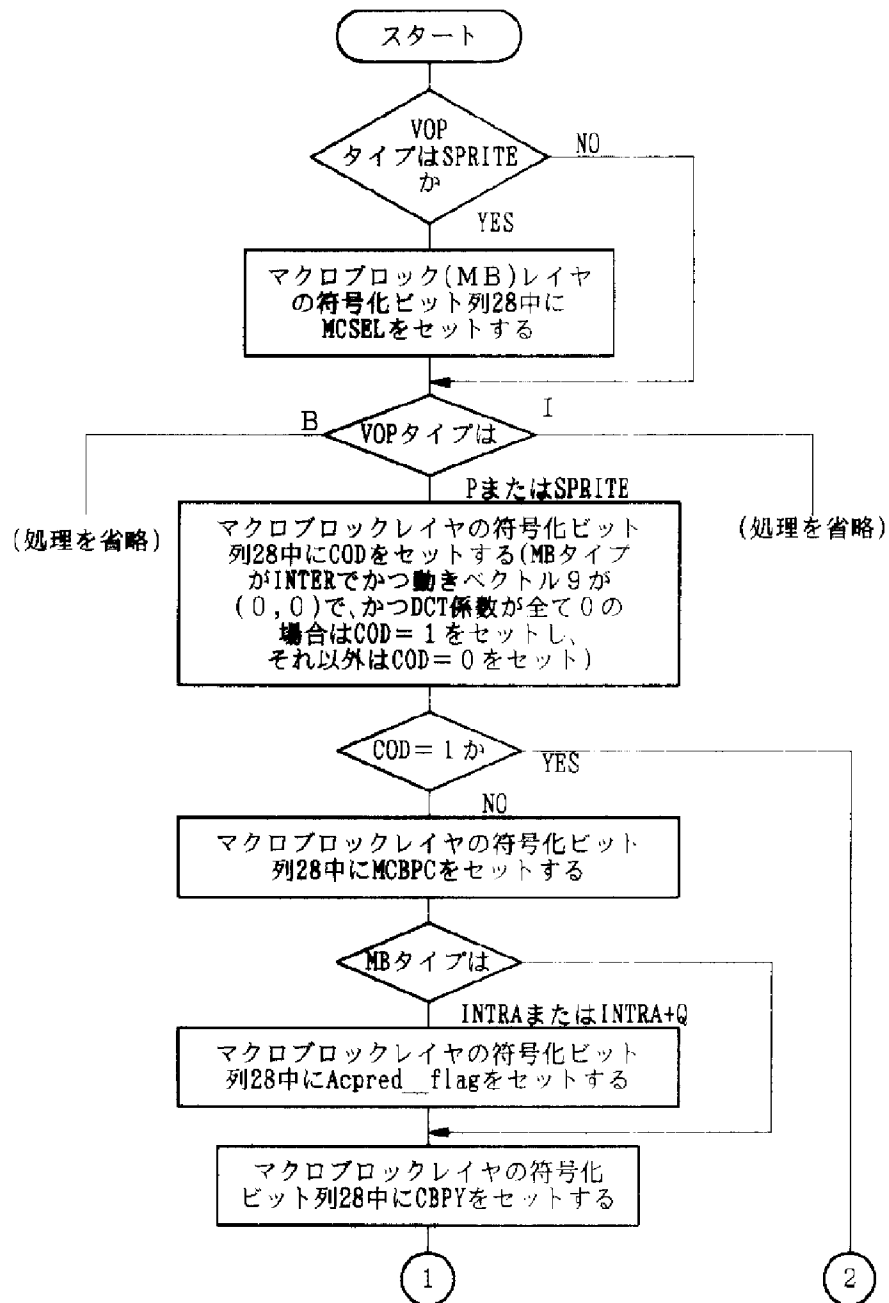 スタート
VOP
タイプはSPRITE
か
NO
YES
マクロブロック(MB)レイヤ
の符号化ビット列28中に
MCSELをセットする
B
VOPタイプは
I
PまたはSPRITE
(処理を省略)
(処理を省略)
マクロブロックレイヤの符号化ビット
列28中にCODをセットする(MBタイプ
がINTERでかつ動きベクトル9が
(0,0)で、かつDCT係数が全て0の
場合はCOD=1をセットし、
それ以外はCOD=0をセット)
COD=1か
YES
NO
マクロブロックレイヤの符号化ビット
列28中にMCBPCをセットする
MBタイプは
INTRAまたはINTRA+Q
マクロブロックレイヤの符号化ビット
列28中にAcpred_flagをセットする
マクロブロックレイヤの符号化
ビット列28中にCBPYをセットする
1
2